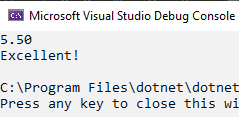 Microsoft Visual Studio Debug Console
5.50
Excellent!
C:\Program Files\dotnet\dotnet
Press any key to close this wi